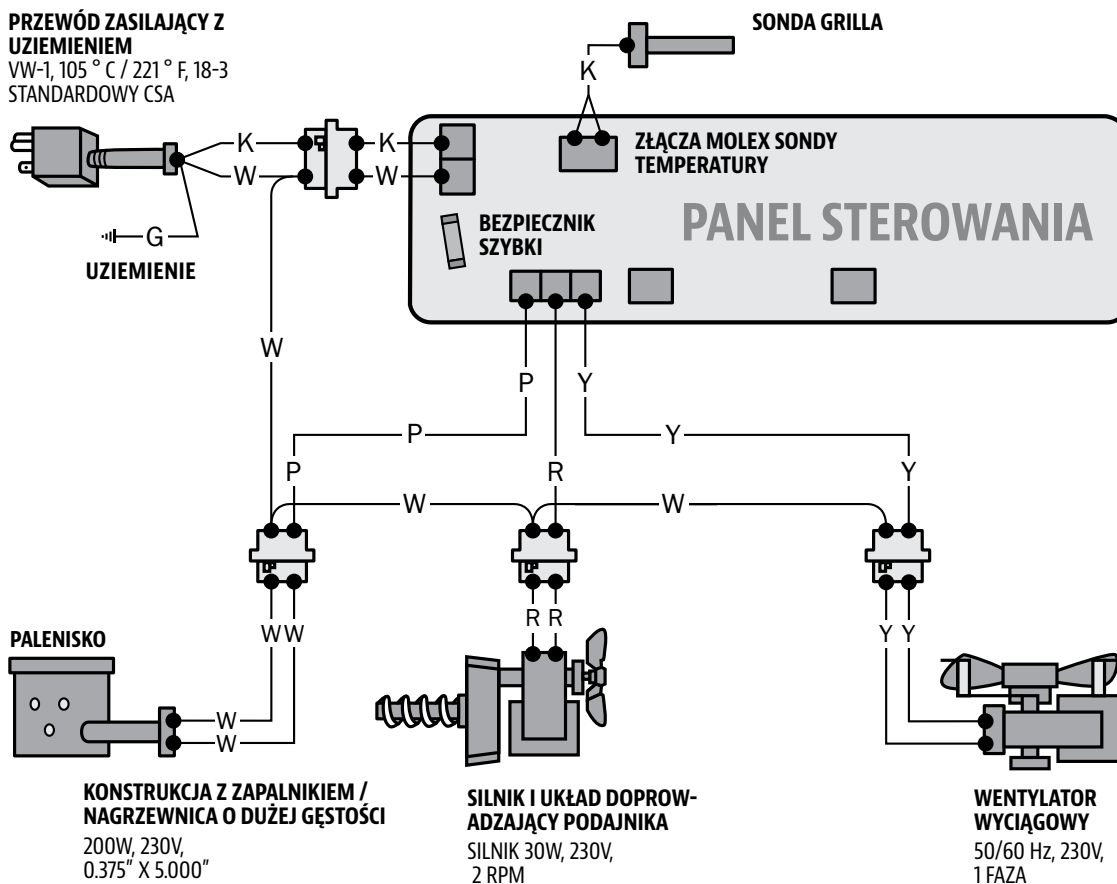 PRZEWÓD ZASILAJĄCY Z
UZIEMIENIEM
VW-1, 105 ° C / 221 ° F, 18-3
STANDARDOWY CSA
SONDA GRILLA
K
ZŁĄCZA MOLEX SONDY
TEMPERATURY
K
K
W
W
PANEL STEROWANIA
BEZPIECZNIK
SZYBKI
G
UZIEMIENIE
W
P
Y
P
Y
P
R
Y
W
W
R R
W W
Y Y
PALENISKO
W
W
KONSTRUKCJA Z ZAPALNIKIEM /
NAGRZEWNICA O DUŻEJ GĘSTOŚCI
200W, 230V,
0.375” X 5.000”
SILNIK I UKŁAD DOPROW-
ADZAJĄCY PODAJNIKA
SILNIK 30W, 230V,
2 RPM
WENTYLATOR
WYCIĄGOWY
50/60 Hz, 230V,
1 FAZA